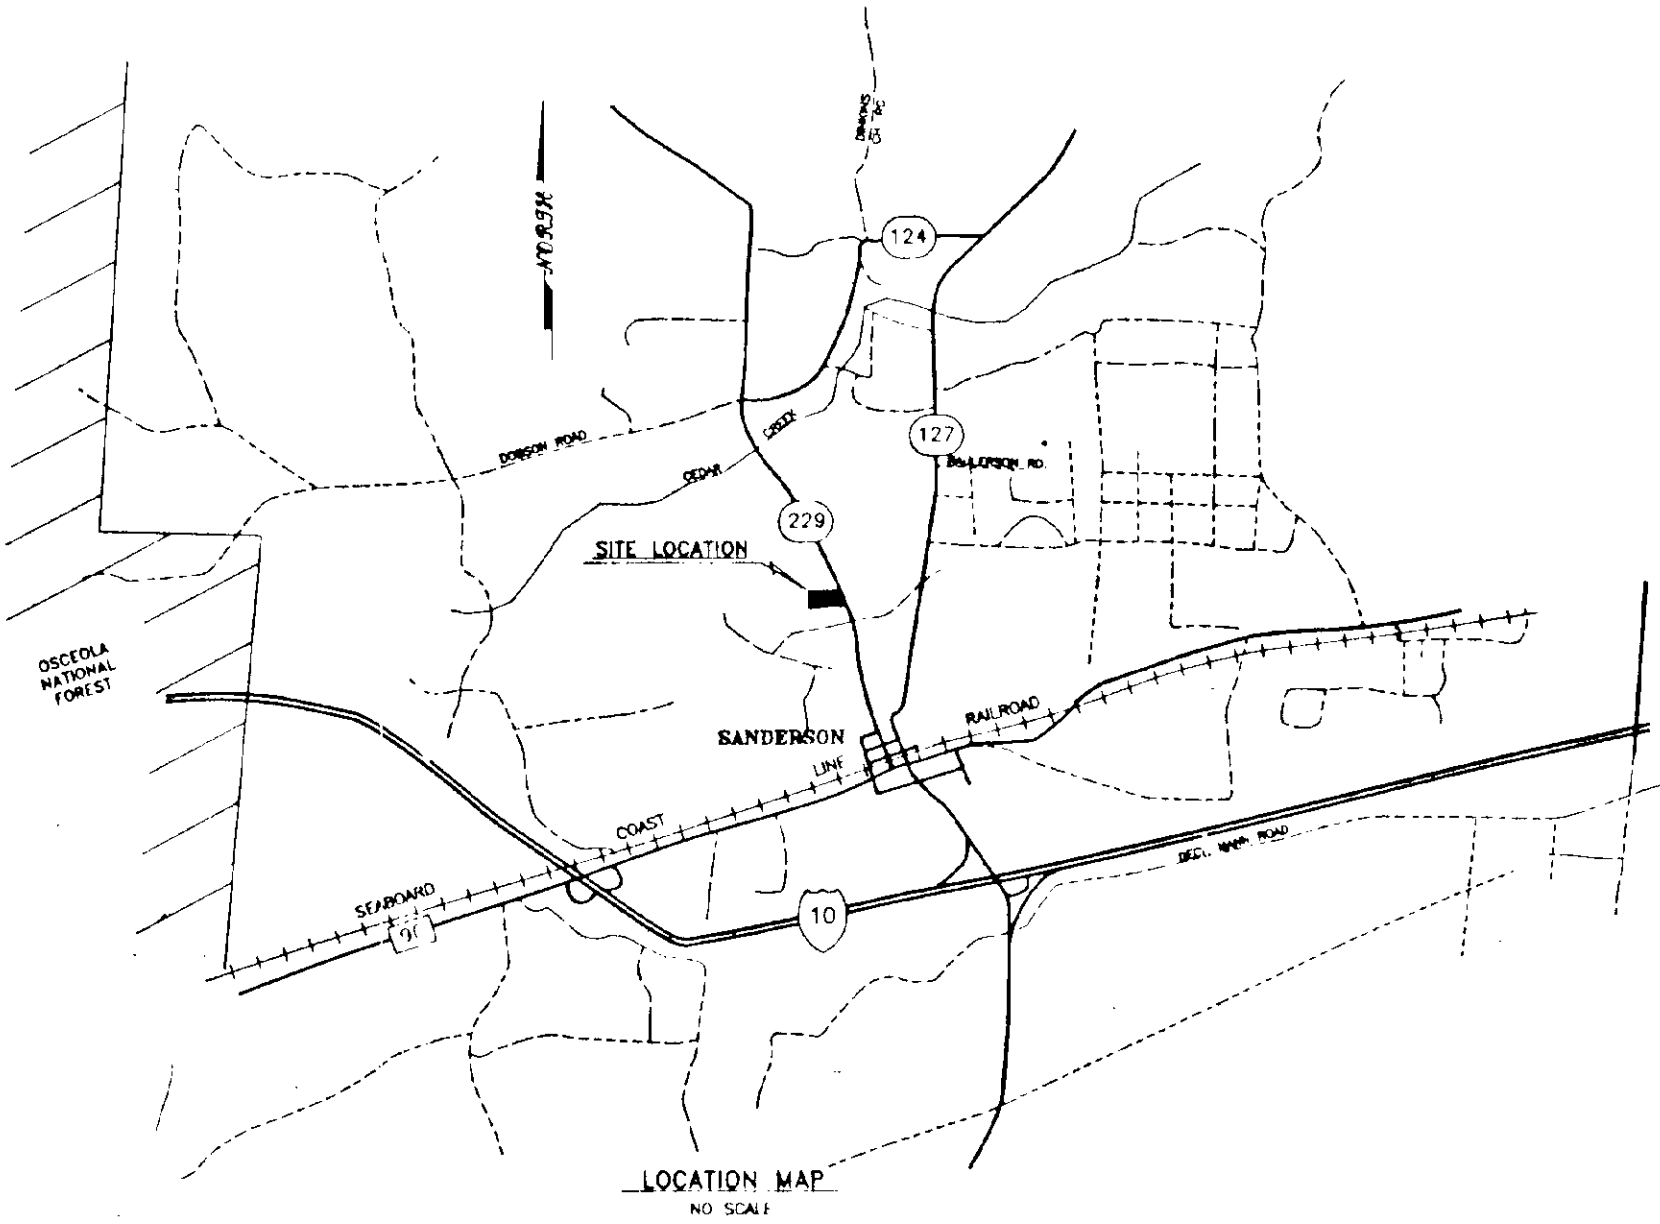 124
NORTH
CREEK
127
DOBSON ROAD
CEDAR
229
SITE LOCATION
OSCEOLA
NATIONAL
FOREST
RAILROAD
SANDERSON
LINE
COAST
ROAD
SEABOARD
10
LOCATION MAP
NO SCALE